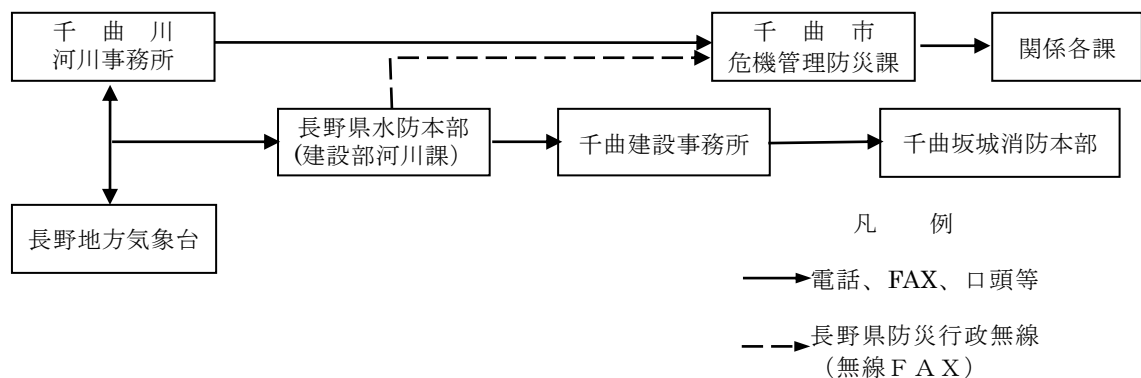 千 曲 川
河川事務所
千 曲 市
危機管理防災課
関係各課
長野県水防本部
(建設部河川課）
千曲建設事務所
千曲坂城消防本部
長野地方気象台
凡 例
電話、FAX、口頭等
長野県防災行政無線
（無線ＦＡＸ）